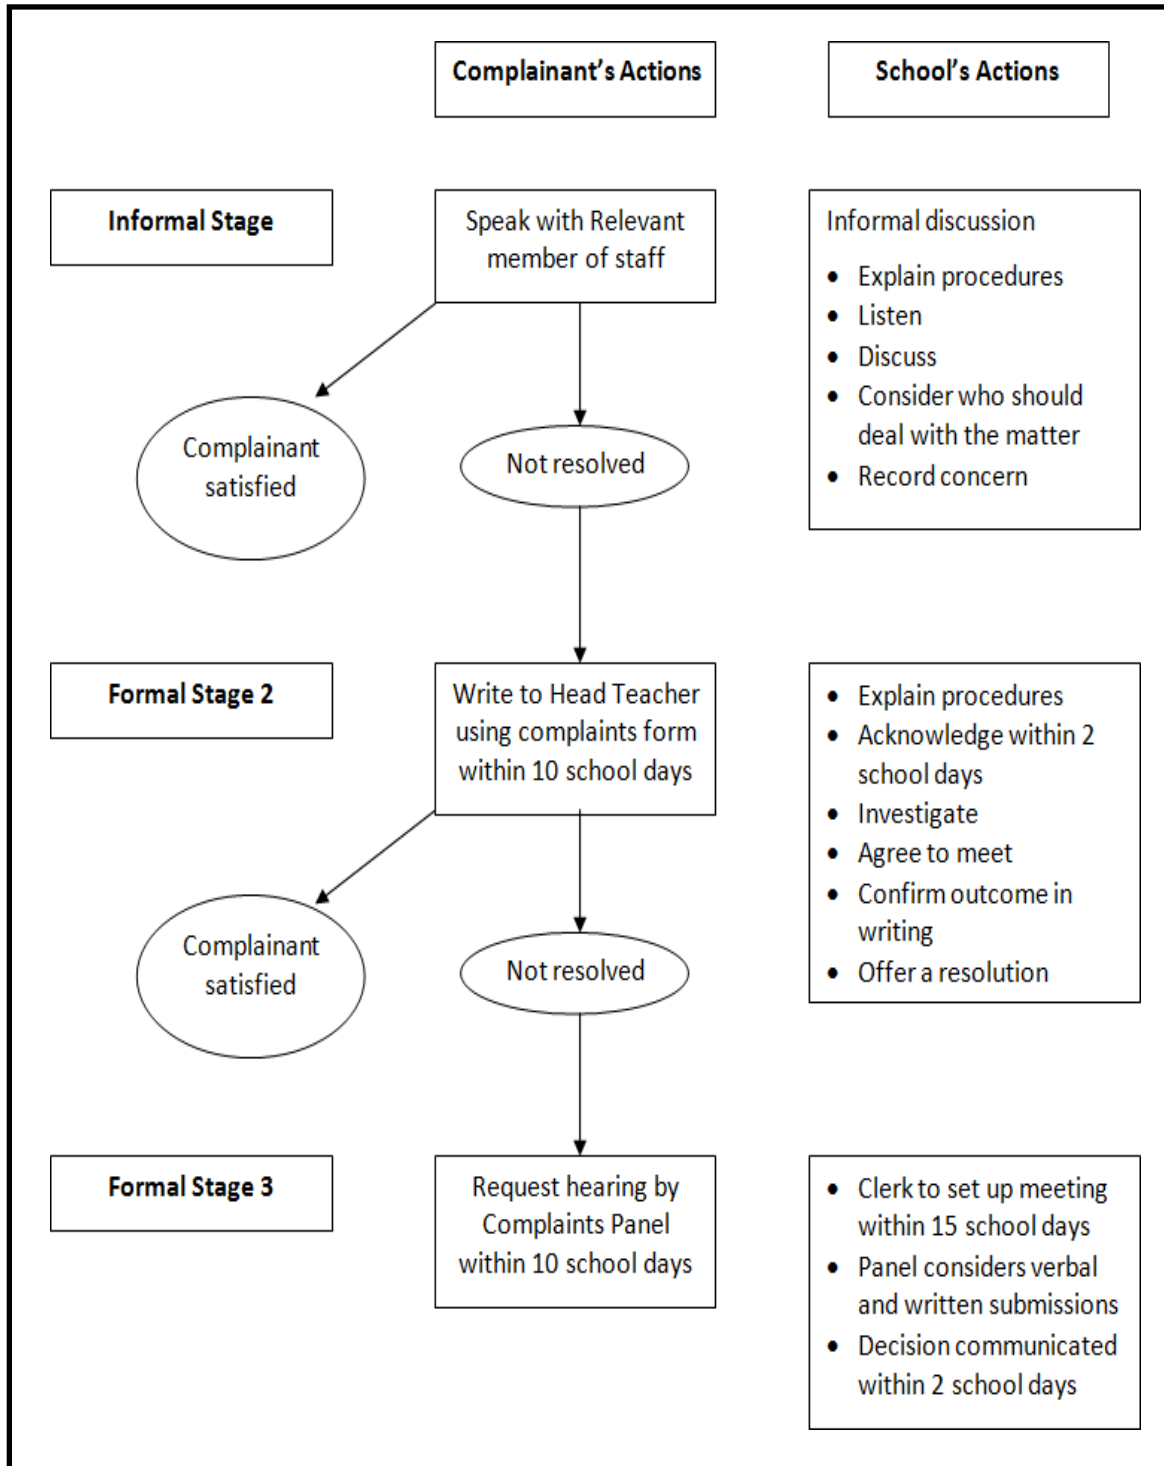 Complainant’s Actions
School’s Actions
Informal Stage
Speak with Relevant
member of staff
Informal discussion
• Explain procedures
• Listen
• Discuss
• Consider who should
deal with the matter
• Record concern
Complainant
satisfied
Not resolved
Formal Stage 2
Write to Head Teacher
using complaints form
within 10 school days
• Explain procedures
• Acknowledge within 2
school days
• Investigate
• Agree to meet
• Confirm outcome in
writing
• Offer a resolution
Complainant
satisfied
Not resolved
Formal Stage 3
Request hearing by
Complaints Panel
within 10 school days
• Clerk to set up meeting
within 15 school days
• Panel considers verbal
and written submissions
• Decision communicated
within 2 school days